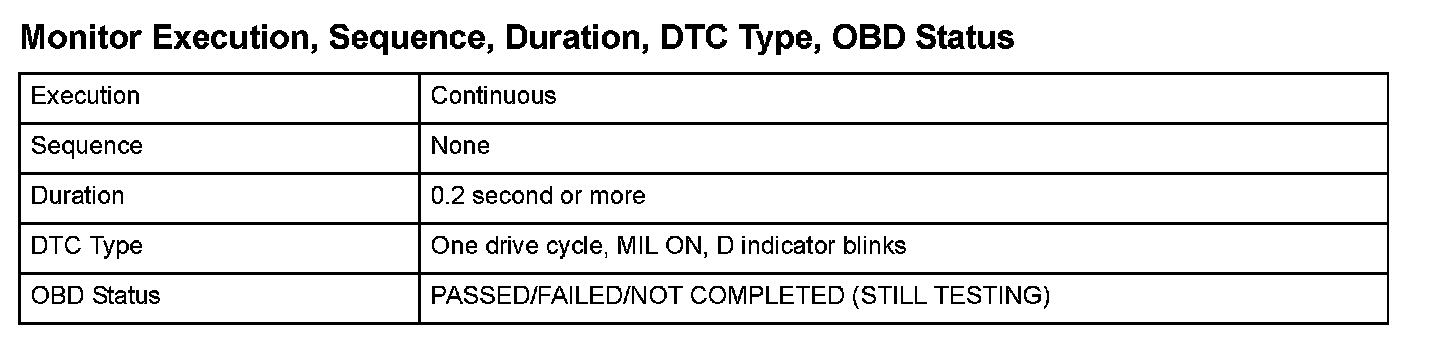 Monitor Execution, Sequence, Duration, DTC Type, OBD Status
Execution Continuous
Sequence None
Duration 0.2 second or more
DTC Type One drive cycle, MIL ON, D indicator blinks
OBD Status PASSED/FAILED/NOT COMPLETED (STILL TESTING)